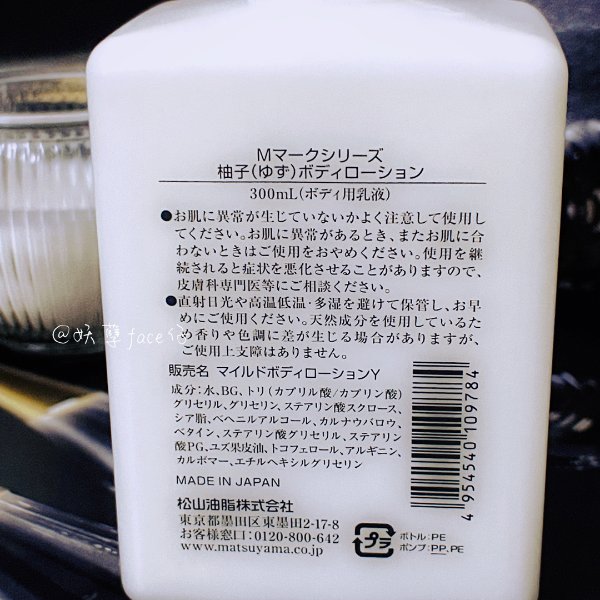 Mマークシリーズ
柚子(ゆず)ボディローション
300mL(ボディ用乳液)
●お肌に異常が生じていないかよく注意して使用し
てください。お肌に異常があるとき、またお肌に合
わないときはご使用をおやめください。使用を継
続されると症状を悪化させることがありますので、
皮膚科専門医等にご相談ください。
●直射日光や高温低温・多湿を避けて保管し、お早
めにご使用ください。天然成分を使用しているた
め香りや色調に差が生じる場合がありますが、
ご使用上支障はありません。
販売名 マイルドボディローションY
成分:水、BG、トリ(カプリル酸/カプリン酸)
グリセリル、グリセリン、ステアリン酸スクロース、
シア脂、ベヘニルアルコール、カルナウバロウ、
ベタイン、ステアリン酸グリセリル、ステアリン
酸PG、ユズ果皮油、トコフェロール、アルギニン、
カルボマー、エチルヘキシルグリセリン
MADE IN JAPAN
松山油脂株式会社
東京都墨田区東墨田2-17-8
お客様窓口:0120-800-642
www.matsuyama.co.jp
プラ
ボトル:PE
ポンプ:PP,PE
4 954540 109784
@妖孽face